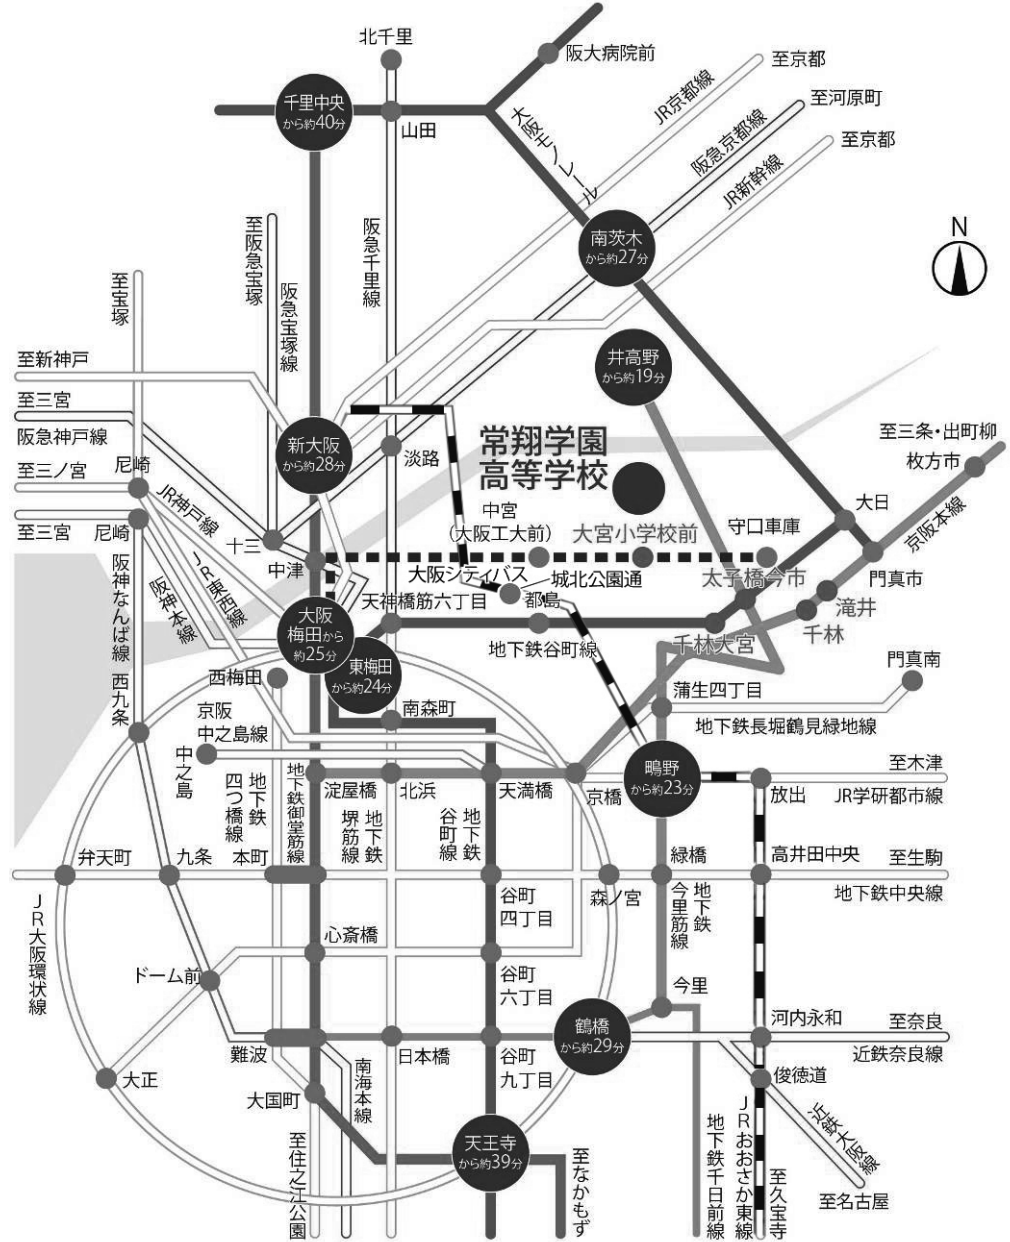 北千里
阪大病院前
至京都
千里中央
から約40分
山田
JR京都線
至河原町
大阪モノレール
阪急京都線
至京都
JR新幹線
至阪急宝塚
阪急千里線
南茨木
から約27分
N
至宝塚
阪急宝塚線
至新神戸
井高野
から約19分
至三宮
阪急神戸線
新大阪
から約28分
常翔学園
高等学校
至三条・出町柳
枚方市
至三ノ宮
尼崎
淡路
JR神戸線
中宮
(大阪工大前)
大宮小学校前
守口車庫
大日
京阪本線
至三宮
尼崎
十三
中津
大阪シティバス
城北公園通
太子橋今市
門真市
阪神なんば線
阪神本線
JR東西線
天神橋筋六丁目
都島
滝井
千林
大阪
梅田から
約25分
地下鉄谷町線
千林大宮
東梅田
から約24分
西梅田
門真南
蒲生四丁目
西九条
京阪
中之島線
南森町
地下鉄長堀鶴見緑地線
中之島
鴫野
から約23分
至木津
地下鉄
四つ橋線
地下鉄御堂筋線
淀屋橋
北浜
天満橋
京橋
放出
JR学研都市線
地下鉄
堺筋線
地下鉄
谷町線
弁天町
九条
本町
緑橋
高井田中央
至生駒
谷町
四丁目
森ノ宮
地下鉄
今里筋線
地下鉄中央線
JR大阪環状線
心斎橋
ドーム前
谷町
六丁目
今里
鶴橋
から約29分
河内永和
至奈良
難波
日本橋
谷町
九丁目
近鉄奈良線
大正
南海本線
俊徳道
大国町
近鉄大阪線
天王寺
から約39分
至住之江公園
至なかもず
地下鉄千日前線
JRおおさか東線
至久宝寺
至名古屋